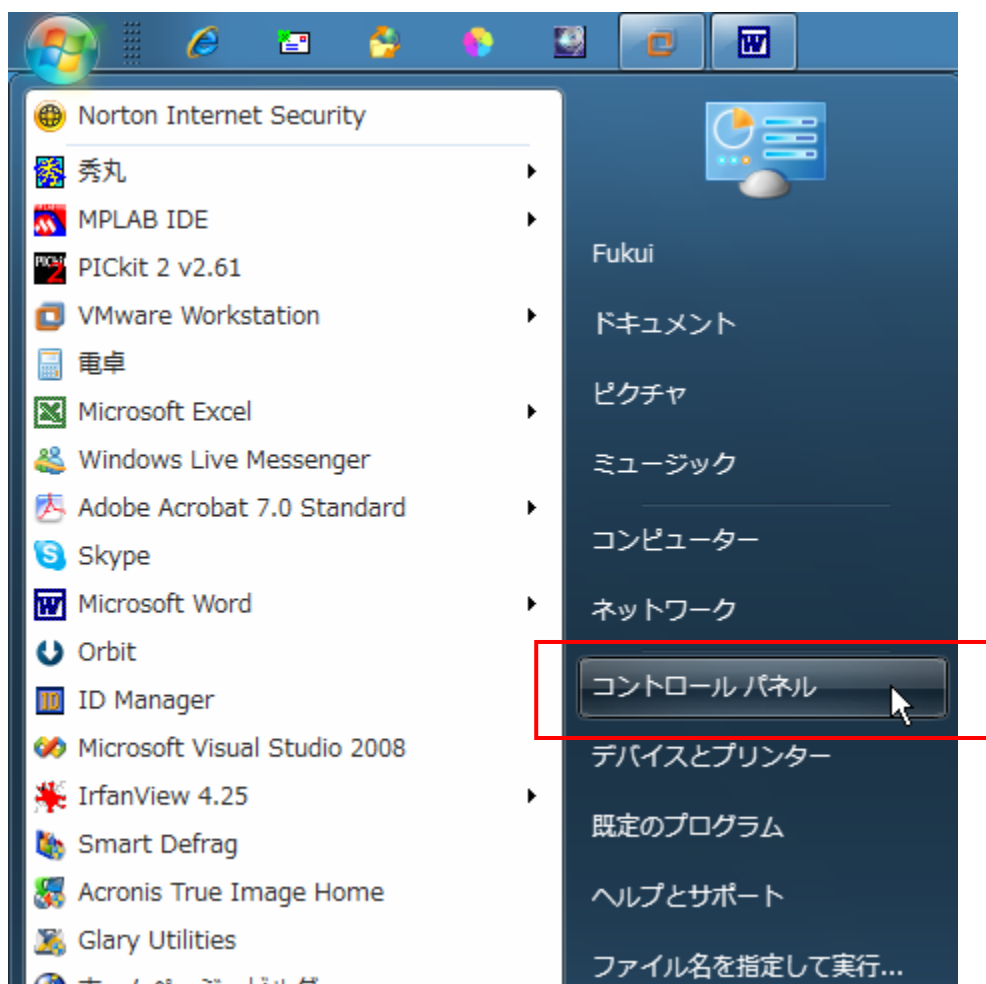 Norton Internet Security
秀丸
MPLAB IDE
PICkit 2 v2.61
VMware Workstation
電卓
Microsoft Excel
Windows Live Messenger
Adobe Acrobat 7.0 Standard
Skype
Microsoft Word
Orbit
ID Manager
Microsoft Visual Studio 2008
IrfanView 4.25
Smart Defrag
Acronis True Image Home
Glary Utilities
Fukui
ドキュメント
ピクチャ
ミュージック
コンピューター
ネットワーク
コントロール パネル
デバイスとプリンター
既定のプログラム
ヘルプとサポート
ファイル名を指定して実行...